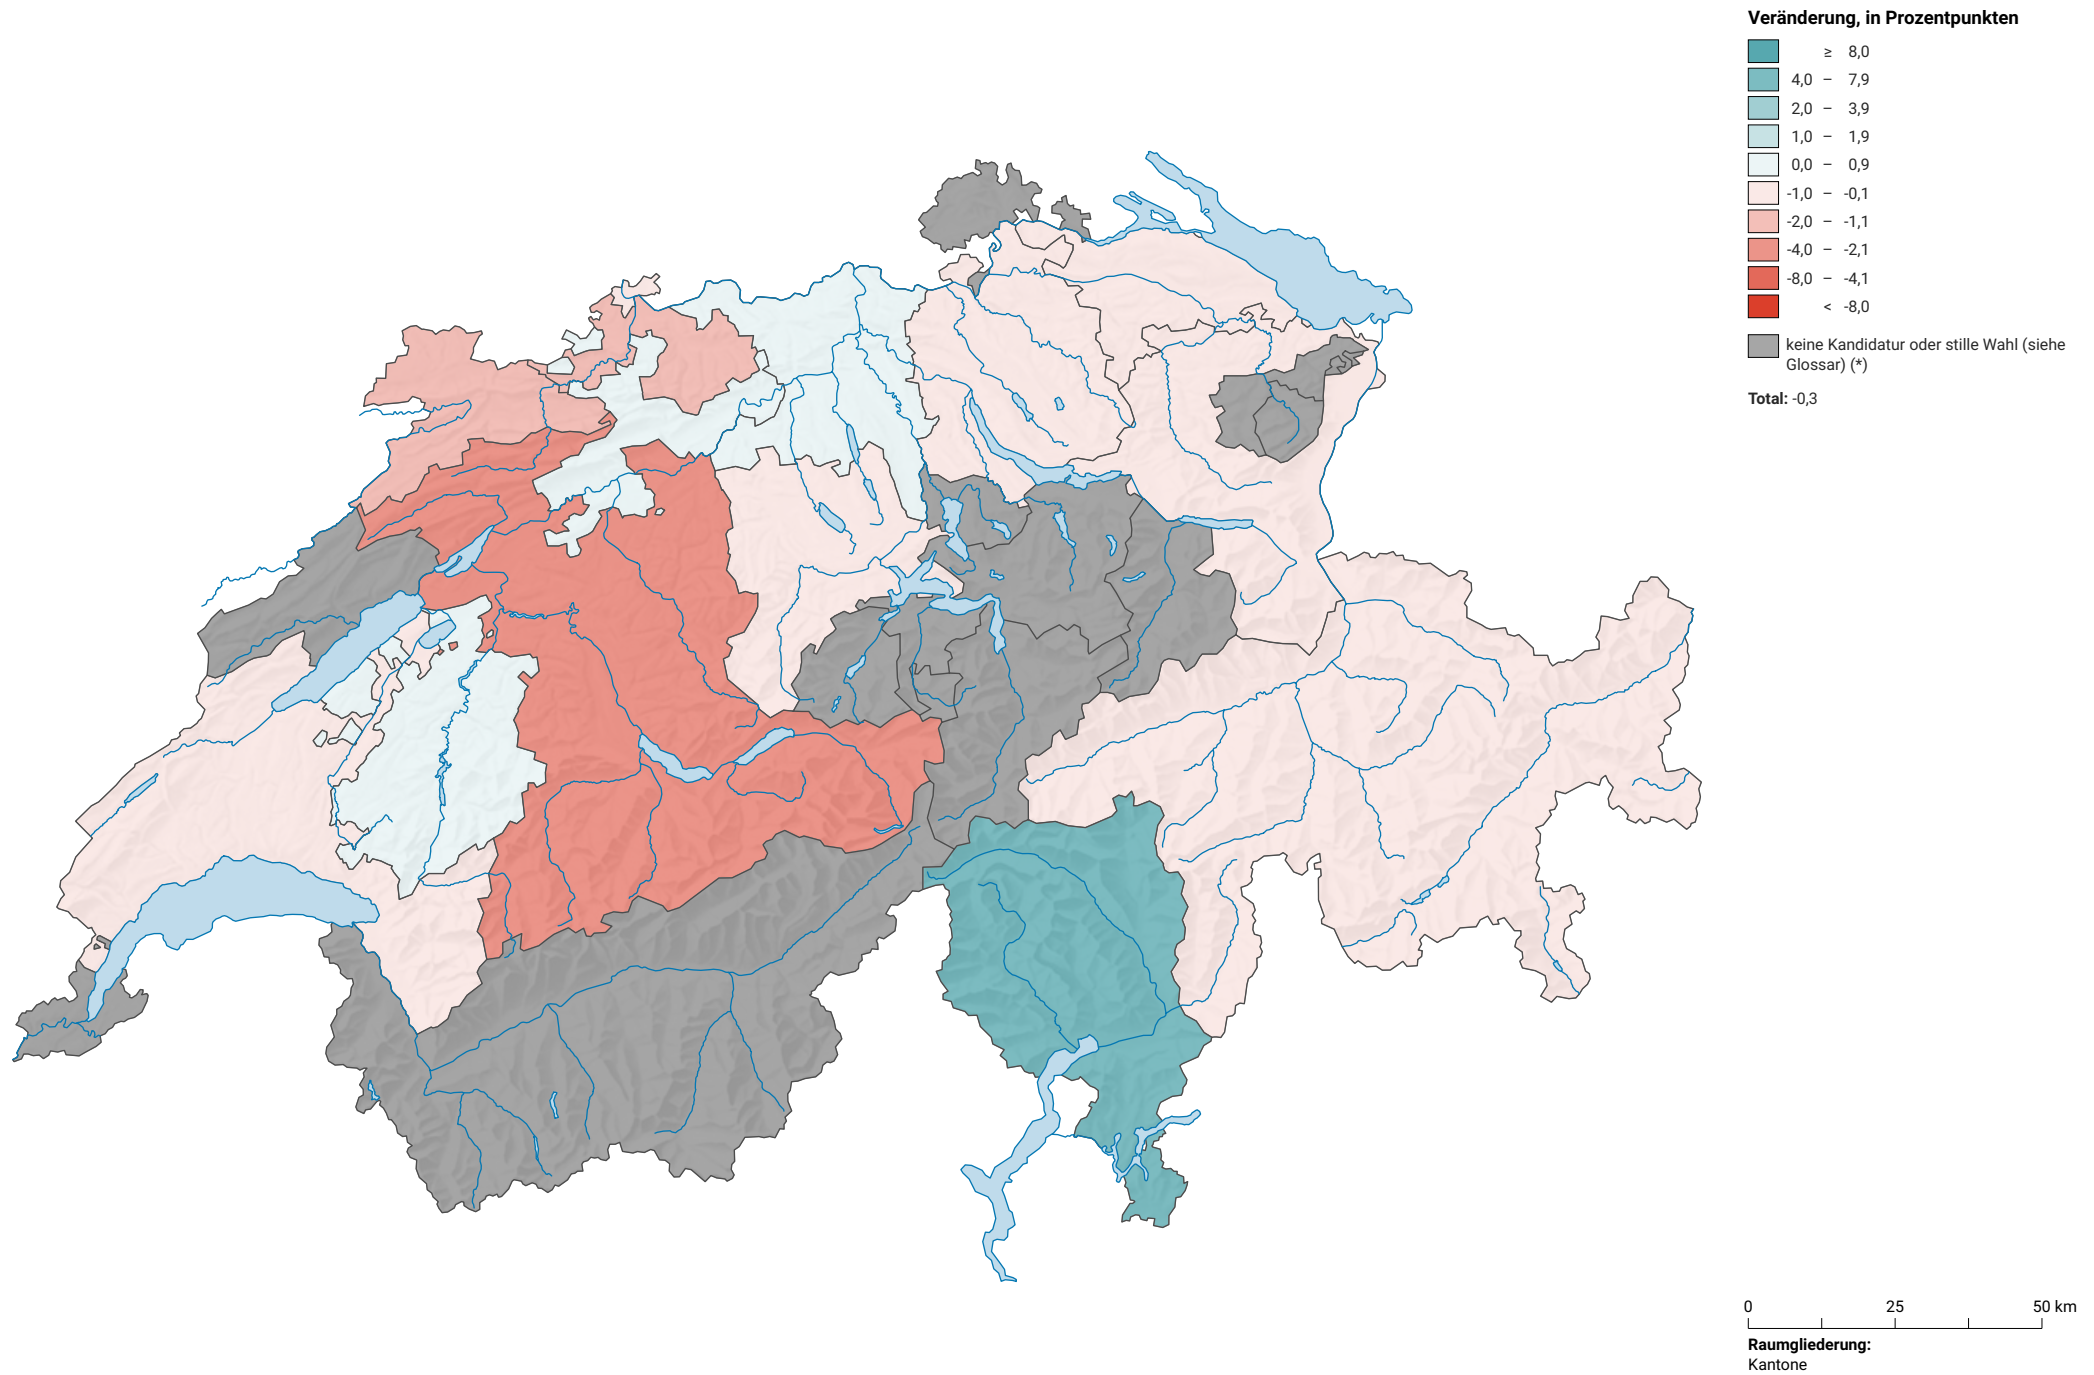 Veränderung, in Prozentpunkten
≥ 8,0
4,0 – 7,9
2,0 – 3,9
1,0 – 1,9
0,0 – 0,9
-1,0 – -0,1
-2,0 – -1,1
-4,0 – -2,1
-8,0 – -4,1
< -8,0
keine Kandidatur oder stille Wahl (siehe
Glossar) (*)
Total: -0,3
0 25 50 km
Raumgliederung:
Kantone